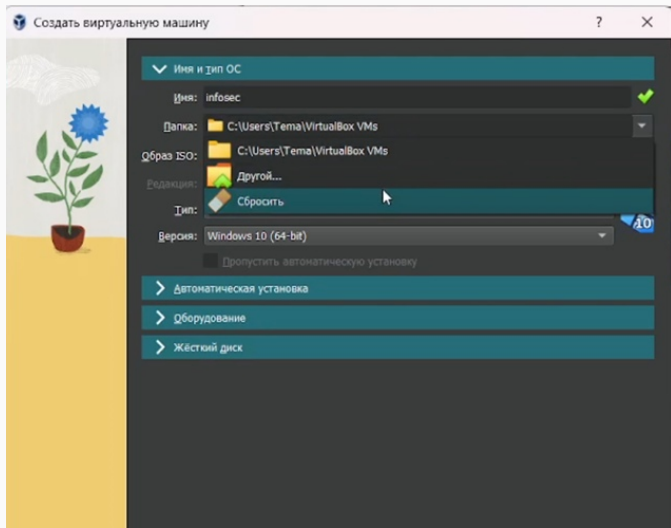 Создать виртуальную машину
?
Имя и тип ОС
Имя: infosec
Папка: C:\Users\Tema\VirtualBox VMs
C:\Users\Tema\VirtualBox VMs
Образ ISO:
Другой...
Редакция:
Сбросить
Тип:
10
Версия: Windows 10 (64-bit)
Пропустить автоматическую установку
Автоматическая установка
Оборудование
Жёсткий диск